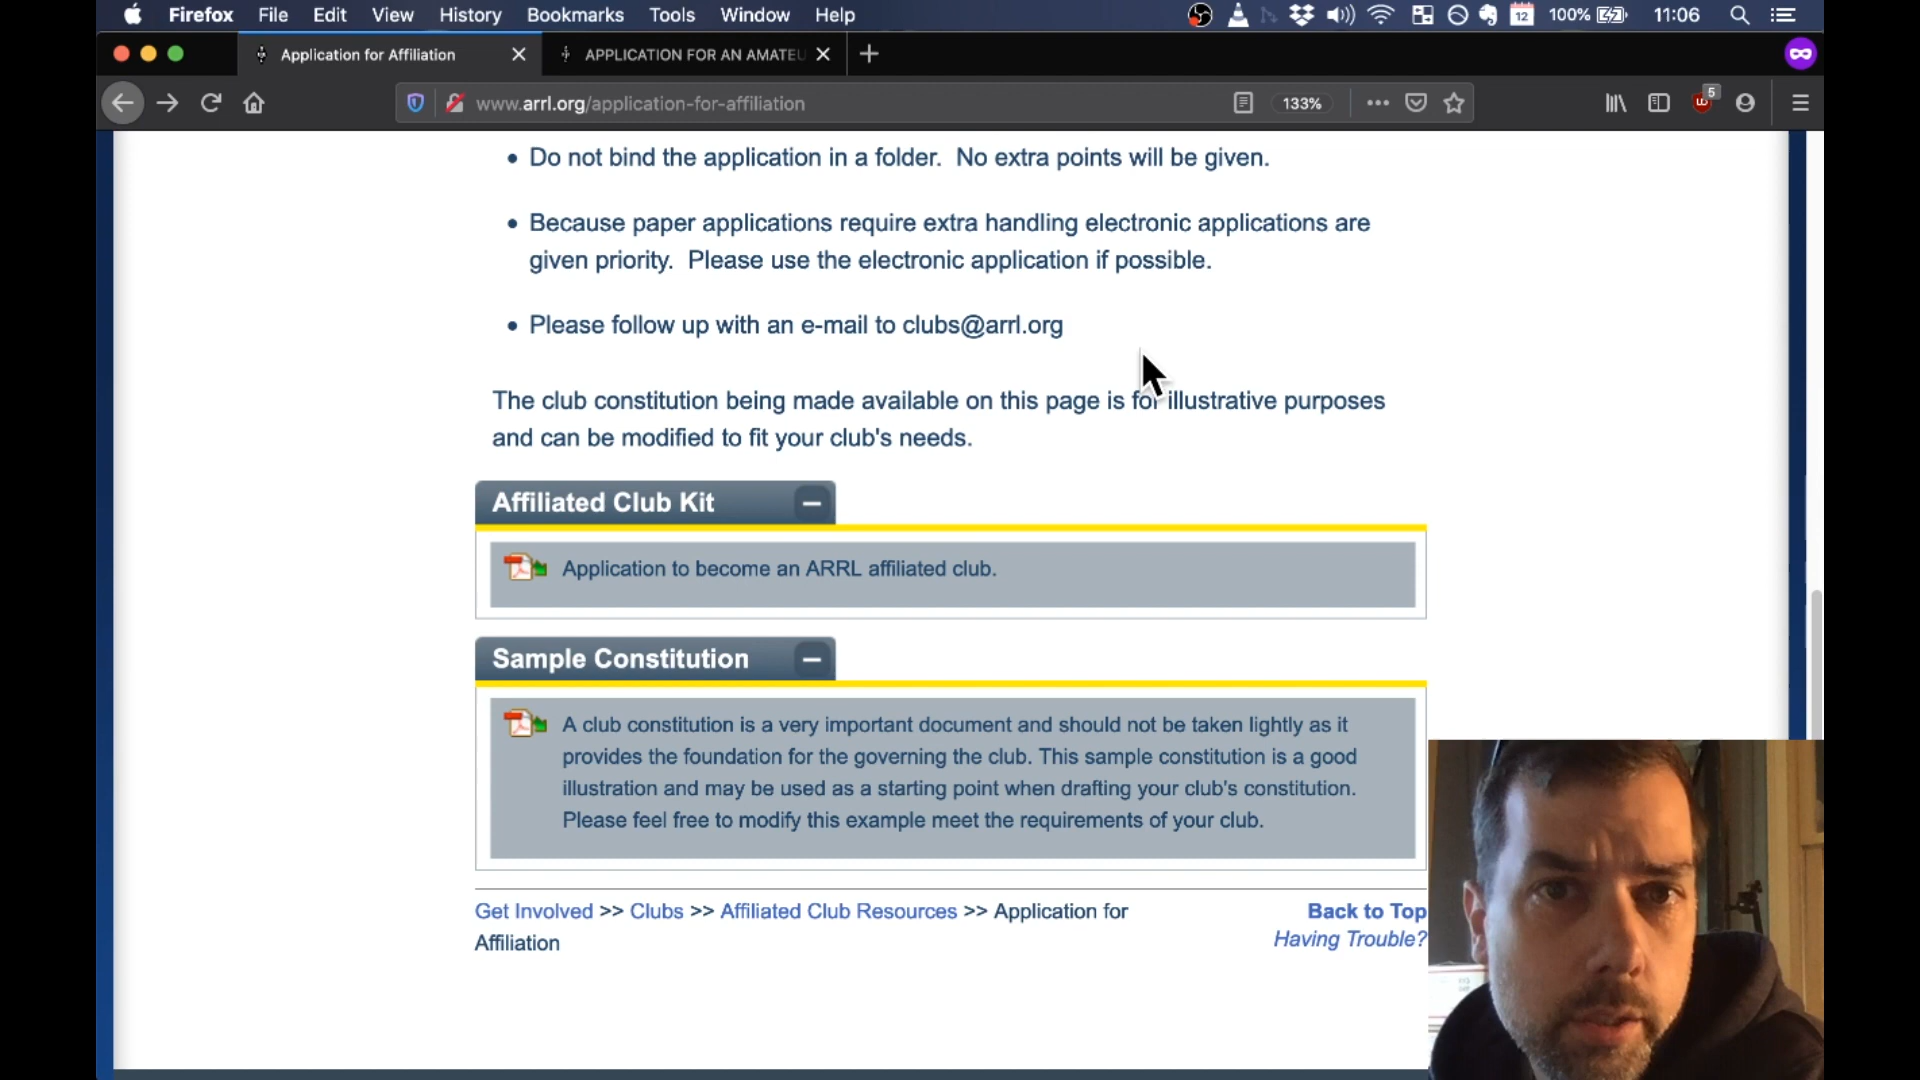 Firefox File Edit View History Bookmarks Tools Window Help 12 100% 11:06
Application for Affiliation APPLICATION FOR AN AMATEU
www.arrl.org/application-for-affiliation 133% 5
• Do not bind the application in a folder. No extra points will be given.
• Because paper applications require extra handling electronic applications are
given priority. Please use the electronic application if possible.
• Please follow up with an e-mail to clubs@arrl.org
The club constitution being made available on this page is for illustrative purposes
and can be modified to fit your club's needs.
Affiliated Club Kit
Application to become an ARRL affiliated club.
Sample Constitution
A club constitution is a very important document and should not be taken lightly as it
provides the foundation for the governing the club. This sample constitution is a good
illustration and may be used as a starting point when drafting your club's constitution.
Please feel free to modify this example meet the requirements of your club.
Get Involved >> Clubs >> Affiliated Club Resources >> Application for
Affiliation
Back to Top
Having Trouble?